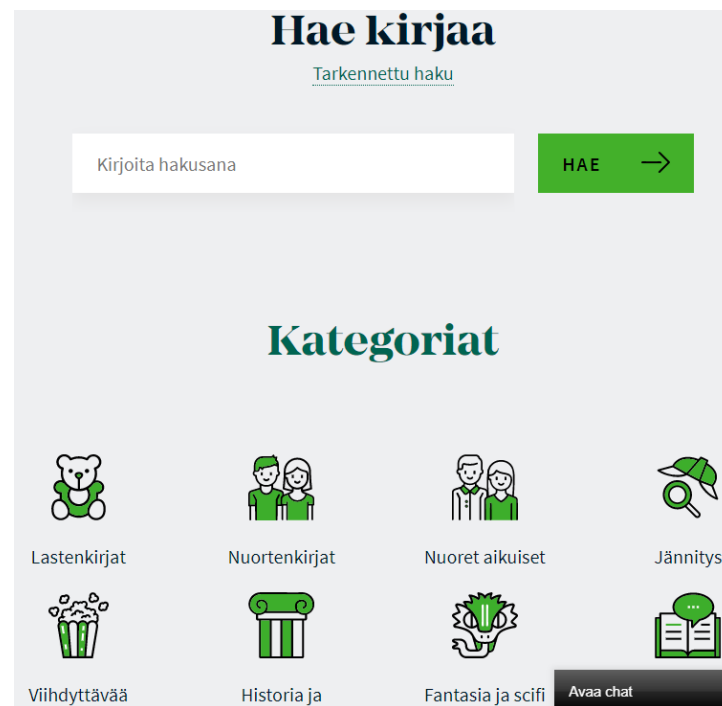 Hae kirjaa
Tarkennettu haku
Kirjoita hakusana
HAE
Kategoriat
Lastenkirjat
Nuortenkirjat
Nuoret aikuiset
Jännitys
Viihdyttävää
Historia ja
Fantasia ja scifi
Avaa chat